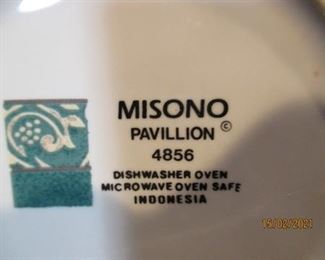 MISONO
PAVILLION ©
4856
DISHWASHER OVEN
MICROWAVE OVEN SAFE
INDONESIA
15/02/2021